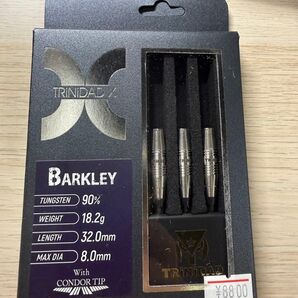 TRINIDAD X
BARKLEY
TUNGSTEN 90%
WEIGHT 18.2g
LENGTH 32.0mm
MAX DIA 8.0mm
With
CONDOR TIP
TRiNiDAD
¥8800